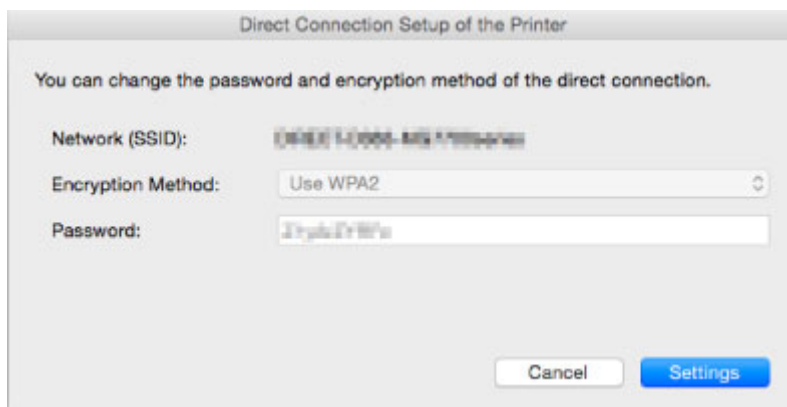 Direct Connection Setup of the Printer
You can change the password and encryption method of the direct connection.
Network (SSID):
Encryption Method: Use WPA2
Password:
Cancel Settings